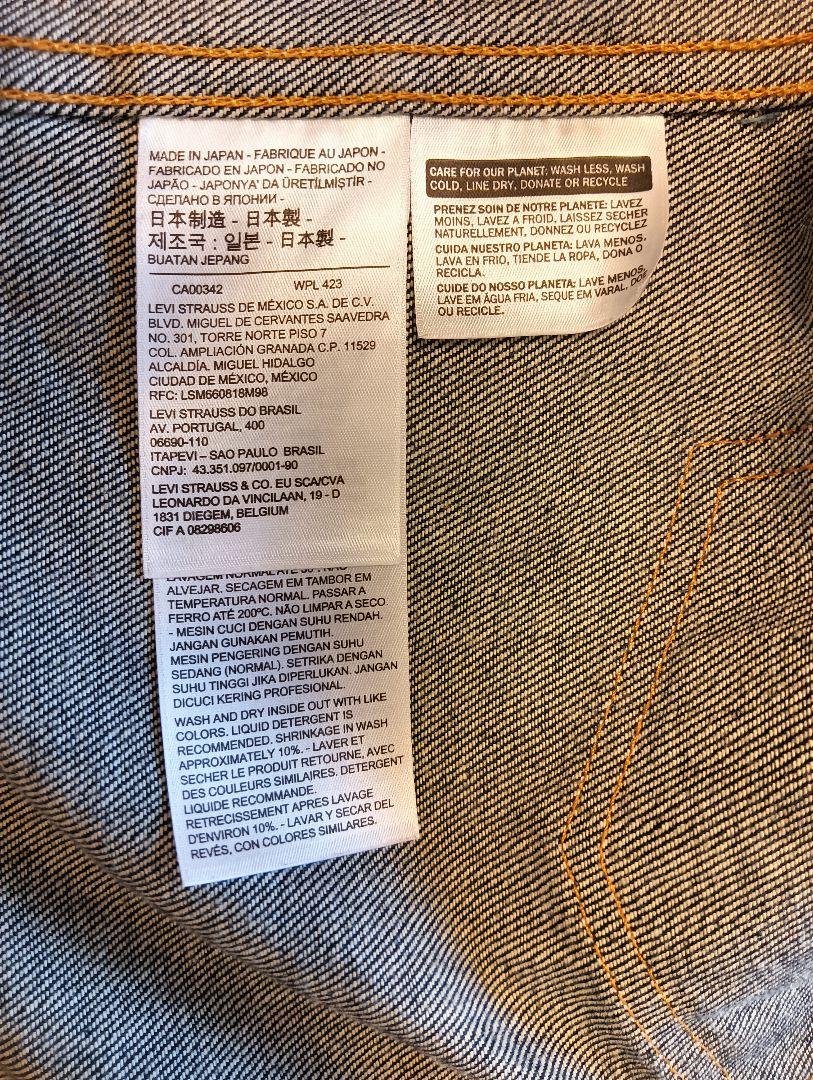 MADE IN JAPAN - FABRIQUE AU JAPON -
FABRICADO EN JAPON - FABRICADO NO
JAPÃO - JAPONYA' DA ÜRETİLMİŞTİR -
СДЕЛАНО В ЯПОНИИ -
日本制造 - 日本製 -
제조국 : 일본 - 日本製 -
BUATAN JEPANG
CA00342 WPL 423
LEVI STRAUSS DE MÉXICO S.A. DE C.V.
BLVD. MIGUEL DE CERVANTES SAAVEDRA
NO. 301, TORRE NORTE PISO 7
COL. AMPLIACIÓN GRANADA C.P. 11529
ALCALDÍA. MIGUEL HIDALGO
CIUDAD DE MÉXICO, MÉXICO
RFC: LSM660818M98
LEVI STRAUSS DO BRASIL
AV. PORTUGAL, 400
06690-110
ITAPEVI – SAO PAULO BRASIL
CNPJ: 43.351.097/0001-90
LEVI STRAUSS & CO. EU SCA/CVA
LEONARDO DA VINCILAAN, 19 - D
1831 DIEGEM, BELGIUM
CIF A 08298606
LAVAGEM NORMAL ATÉ 30°. NÃO
ALVEJAR. SECAGEM EM TAMBOR EM
TEMPERATURA NORMAL. PASSAR A
FERRO ATÉ 200ºC. NÃO LIMPAR A SECO.
- MESIN CUCI DENGAN SUHU RENDAH.
JANGAN GUNAKAN PEMUTIH.
MESIN PENGERING DENGAN SUHU
SEDANG (NORMAL). SETRIKA DENGAN
SUHU TINGGI JIKA DIPERLUKAN. JANGAN
DICUCI KERING PROFESIONAL.
WASH AND DRY INSIDE OUT WITH LIKE
COLORS. LIQUID DETERGENT IS
RECOMMENDED. SHRINKAGE IN WASH
APPROXIMATELY 10%. - LAVER ET
SECHER LE PRODUIT RETOURNE, AVEC
DES COULEURS SIMILAIRES. DETERGENT
LIQUIDE RECOMMANDE.
RETRECISSEMENT APRES LAVAGE
D'ENVIRON 10%. - LAVAR Y SECAR DEL
REVÉS, CON COLORES SIMILARES.
CARE FOR OUR PLANET: WASH LESS, WASH
COLD, LINE DRY, DONATE OR RECYCLE
PRENEZ SOIN DE NOTRE PLANETE: LAVEZ
MOINS, LAVEZ A FROID, LAISSEZ SECHER
NATURELLEMENT, DONNEZ OU RECYCLEZ
CUIDA NUESTRO PLANETA: LAVA MENOS,
LAVA EN FRIO, TIENDE LA ROPA, DONA O
RECICLA.
CUIDE DO NOSSO PLANETA: LAVE MENOS,
LAVE EM ÁGUA FRIA, SEQUE EM VARAL, DOE
OU RECICLE.